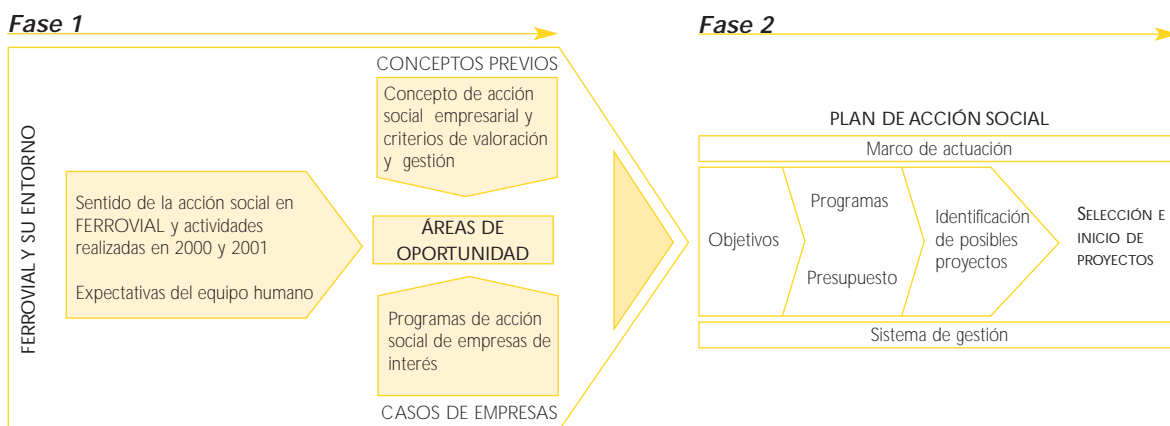 Fase 1
FERROVIAL Y SU ENTORNO
Sentido de la acción social en
FERROVIAL y actividades
realizadas en 2000 y 2001
Expectativas del equipo humano
CONCEPTOS PREVIOS
Concepto de acción
social empresarial y
criterios de valoración
y gestión
ÁREAS DE
OPORTUNIDAD
Programas de acción
social de empresas de
interés
CASOS DE EMPRESAS
Fase 2
PLAN DE ACCIÓN SOCIAL
Marco de actuación
Objetivos
Programas
Presupuesto
Identificación
de posibles
proyectos
SELECCIÓN E
INICIO DE
PROYECTOS
Sistema de gestión